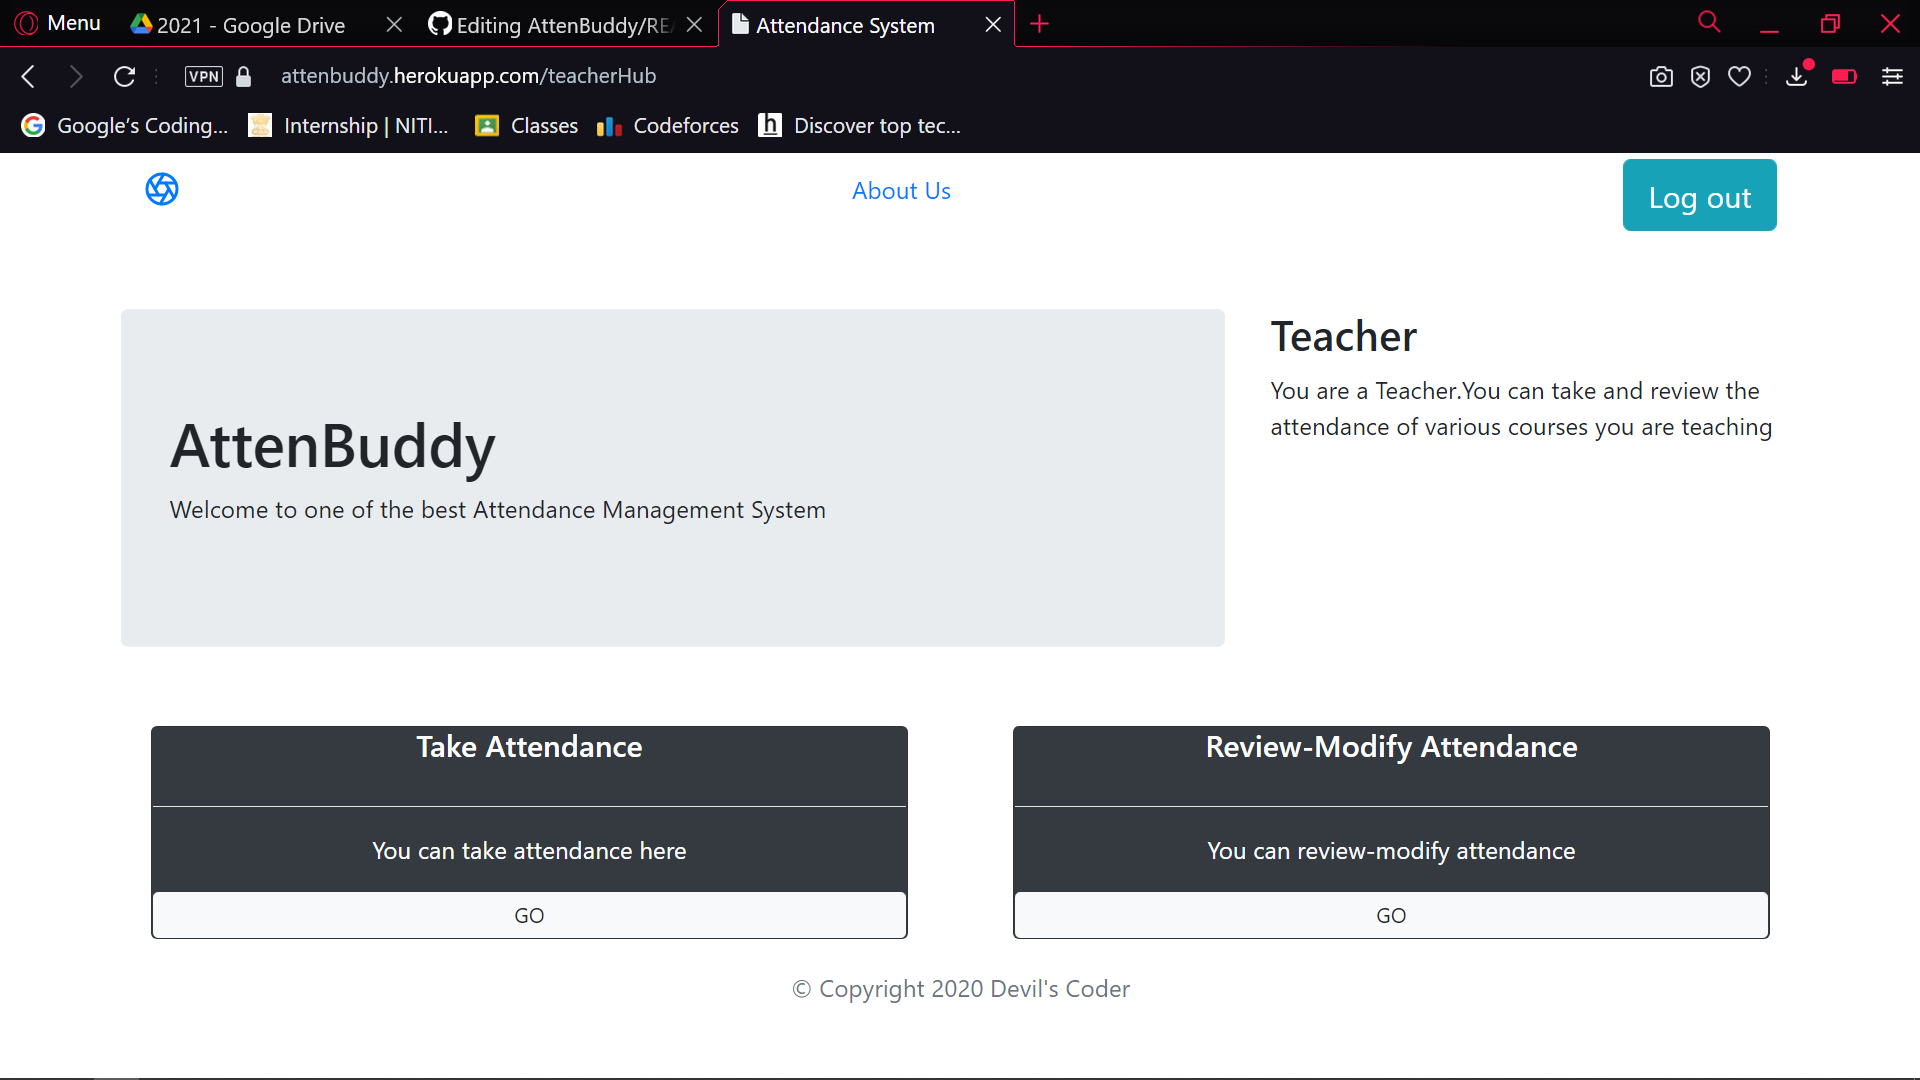 Menu
2021 - Google Drive
Editing AttenBuddy/RE
Attendance System
VPN
attenbuddy.herokuapp.com/teacherHub
Google’s Coding...
Internship | NITI...
Classes
Codeforces
h
Discover top tec...
About Us
Log out
AttenBuddy
Welcome to one of the best Attendance Management System
Teacher
You are a Teacher.You can take and review the
attendance of various courses you are teaching
Take Attendance
You can take attendance here
GO
Review-Modify Attendance
You can review-modify attendance
GO
© Copyright 2020 Devil's Coder